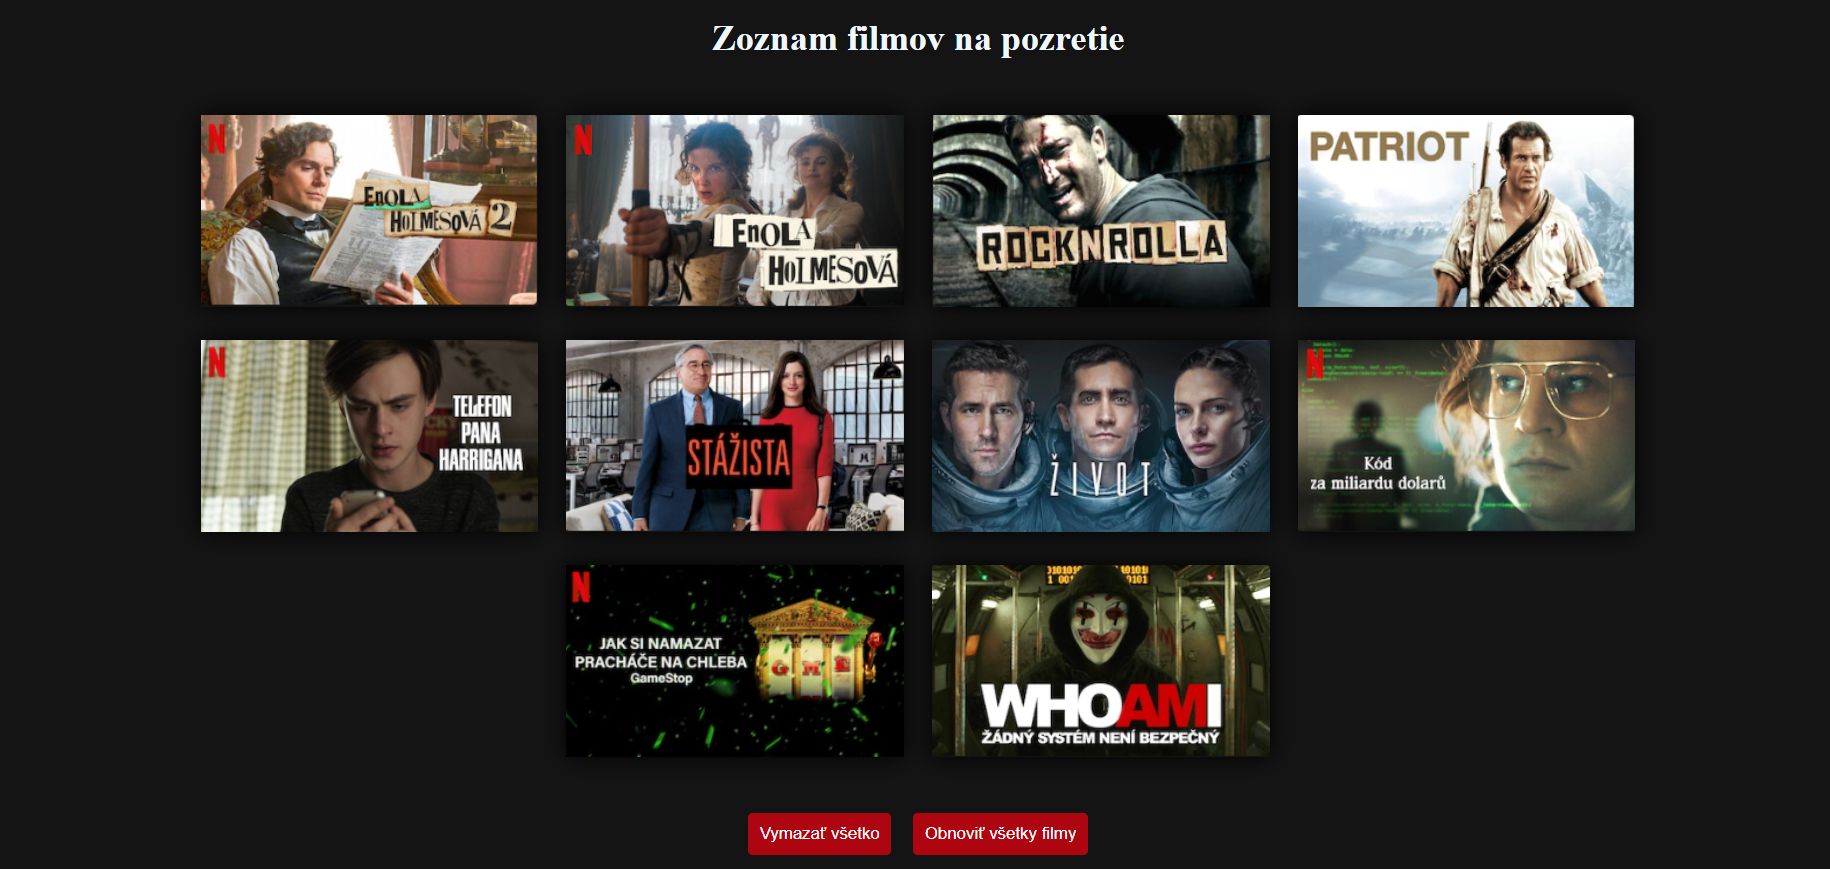 Zoznam filmov na pozretie
N
ENOLA
HOLMESOVÁ 2
N
ENOLA
HOLMESOVÁ
ROCKNROLLA
PATRIOT
N
TELEFON
PANA
HARRIGANA
STÁŽISTA
ŽIVOT
N
Kód
za miliardu dolarů
N
JAK SI NAMAZAT
PRACHÁČE NA CHLEBA
GameStop
GME
WHOAMI
ŽÁDNÝ SYSTÉM NENÍ BEZPEČNÝ
Vymazať všetko
Obnoviť všetky filmy